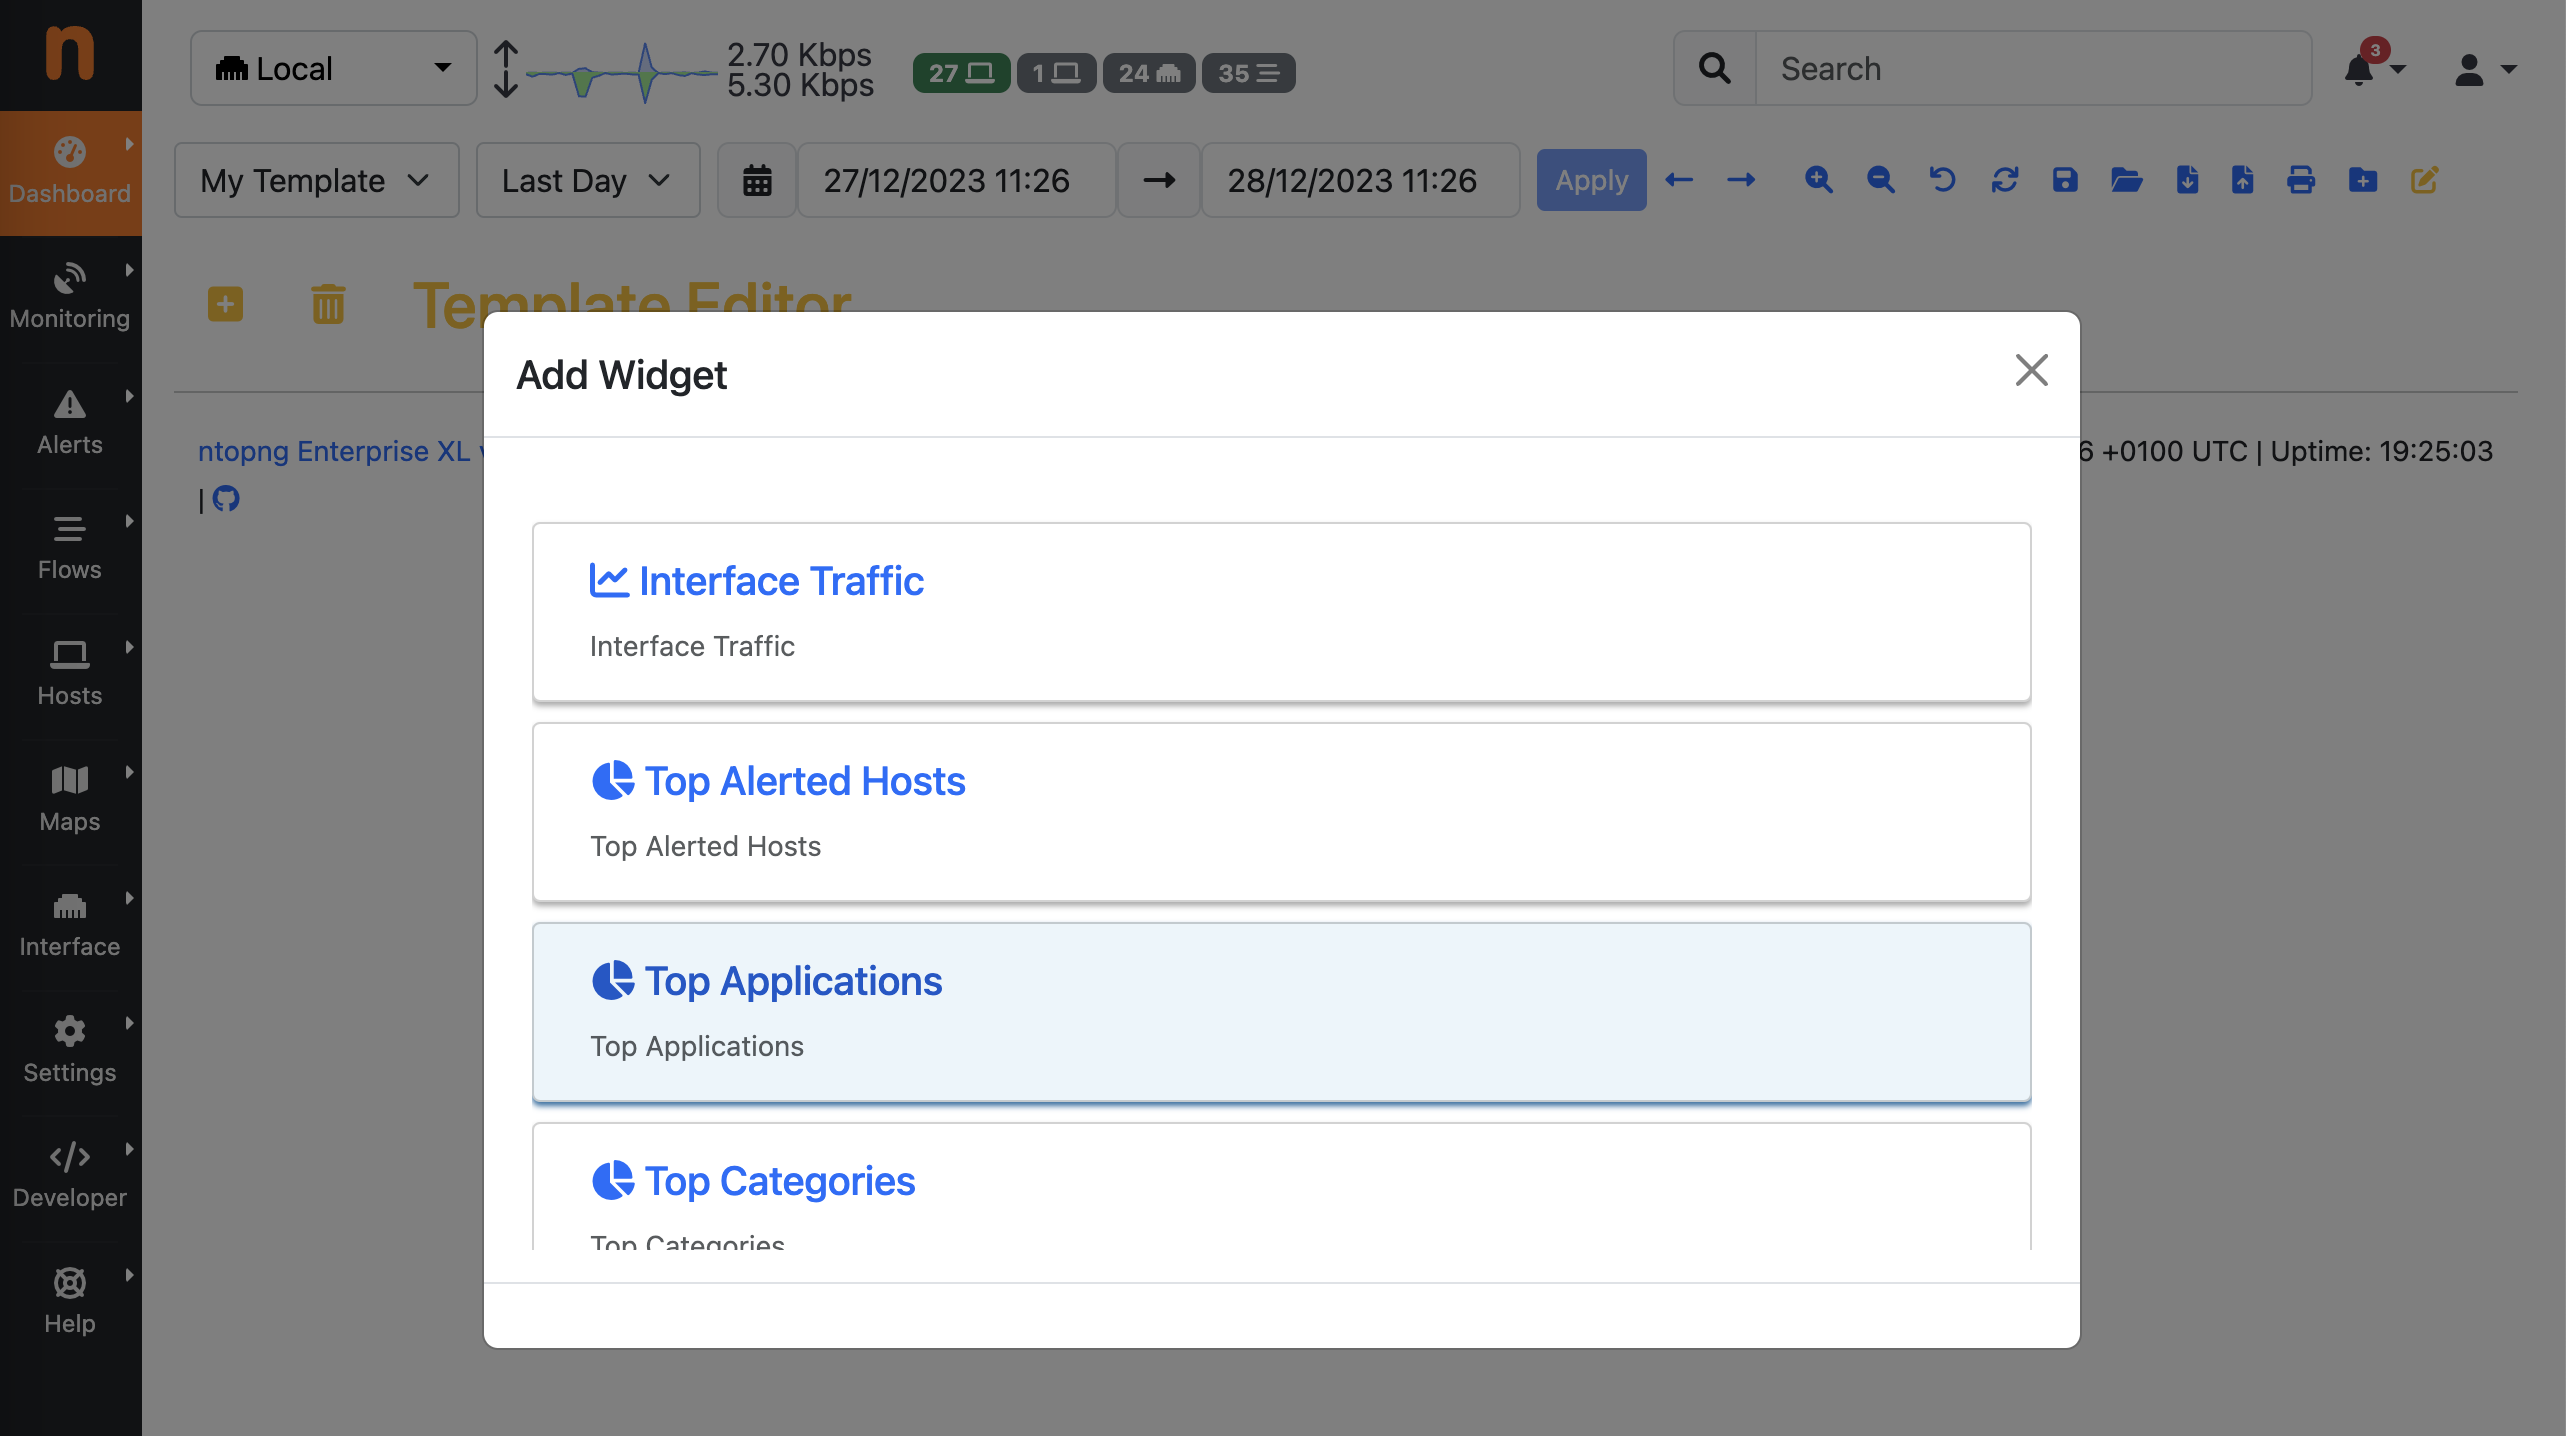 n
Local
2.70 Kbps
5.30 Kbps
27
1
24
35
Search
3
Dashboard
My Template
Last Day
27/12/2023 11:26
28/12/2023 11:26
Apply
Monitoring
Template Editor
Add Widget
Alerts
ntopng Enterprise XL
6 +0100 UTC | Uptime: 19:25:03
|
Flows
Interface Traffic
Interface Traffic
Hosts
Top Alerted Hosts
Maps
Top Alerted Hosts
Interface
Top Applications
Top Applications
Settings
Developer
Top Categories
Top Categories
Help